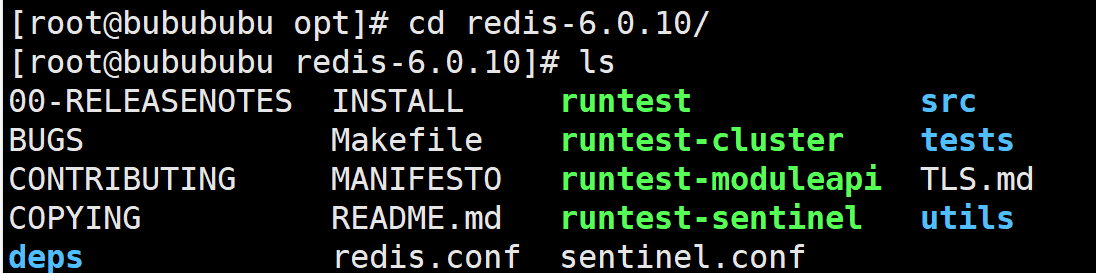 [root@bubububu opt]# cd redis-6.0.10/
[root@bubububu redis-6.0.10]# ls
00-RELEASENOTES  INSTALL    runtest            src
BUGS             Makefile   runtest-cluster    tests
CONTRIBUTING     MANIFESTO  runtest-moduleapi  TLS.md
COPYING          README.md  runtest-sentinel   utils
deps             redis.conf  sentinel.conf